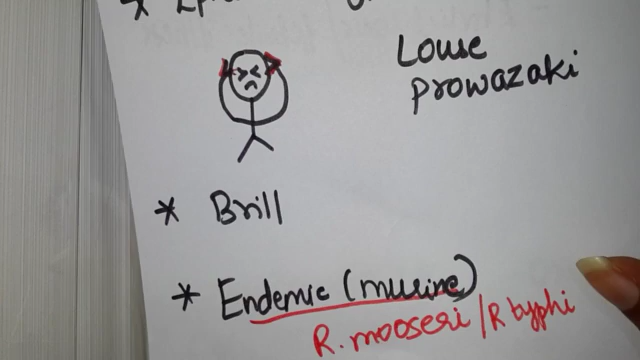 *
Louse
Prowazaki
* Brill
* Endemic (murine)
R. mooseri / R typhi